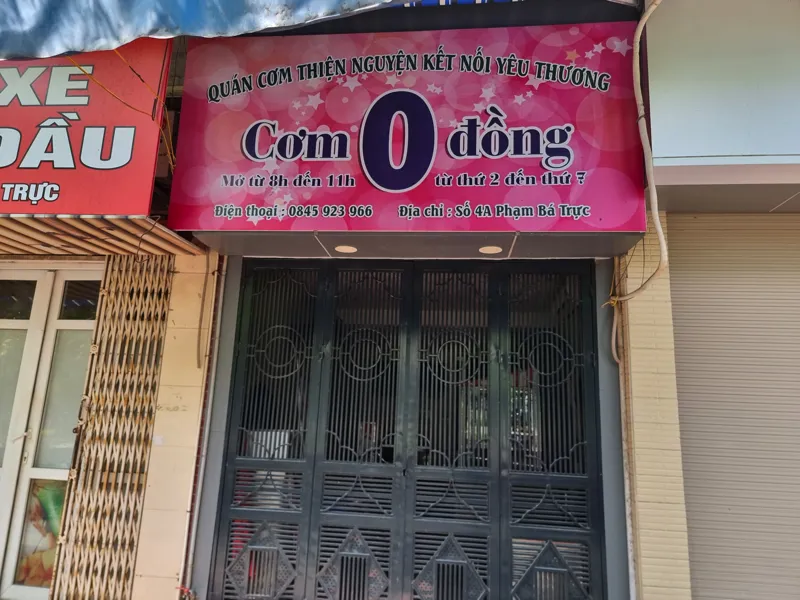 XE
DẦU
TRỰC
QUÁN CƠM THIỆN NGUYỆN KẾT NỐI YÊU THƯƠNG
Cơm 0 đồng
Mở từ 8h đến 11h từ thứ 2 đến thứ 7
Điện thoại : 0845 923 966 Địa chỉ : Số 4A Phạm Bá Trực